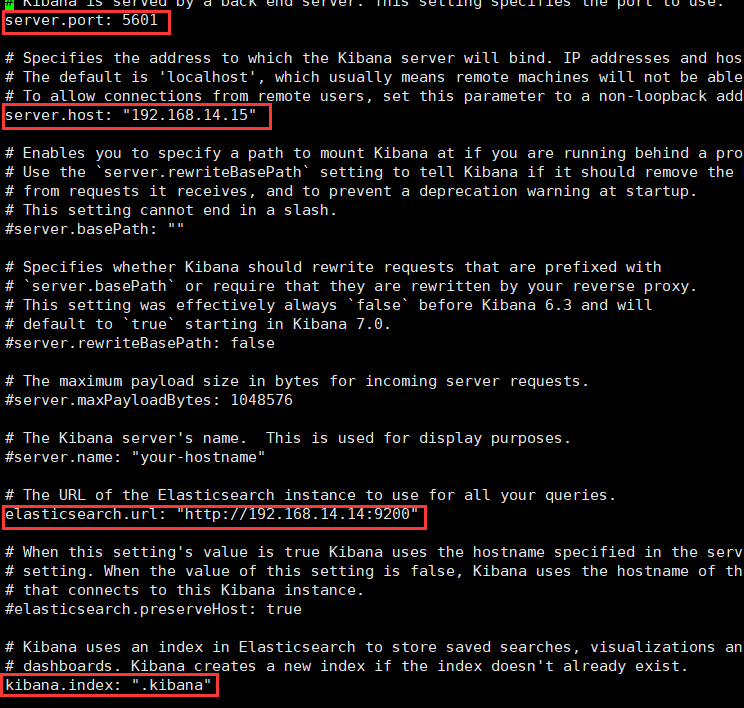 # Kibana is served by a back end server. This setting specifies the port to use.
server.port: 5601
# Specifies the address to which the Kibana server will bind. IP addresses and hos
# The default is 'localhost', which usually means remote machines will not be able
# To allow connections from remote users, set this parameter to a non-loopback add
server.host: "192.168.14.15"
# Enables you to specify a path to mount Kibana at if you are running behind a pro
# Use the `server.rewriteBasePath` setting to tell Kibana if it should remove the
# from requests it receives, and to prevent a deprecation warning at startup.
# This setting cannot end in a slash.
#server.basePath: ""
# Specifies whether Kibana should rewrite requests that are prefixed with
# `server.basePath` or require that they are rewritten by your reverse proxy.
# This setting was effectively always `false` before Kibana 6.3 and will
# default to `true` starting in Kibana 7.0.
#server.rewriteBasePath: false
# The maximum payload size in bytes for incoming server requests.
#server.maxPayloadBytes: 1048576
# The Kibana server's name.  This is used for display purposes.
#server.name: "your-hostname"
# The URL of the Elasticsearch instance to use for all your queries.
elasticsearch.url: "http://192.168.14.14:9200"
# When this setting's value is true Kibana uses the hostname specified in the serv
# setting. When the value of this setting is false, Kibana uses the hostname of th
# that connects to this Kibana instance.
#elasticsearch.preserveHost: true
# Kibana uses an index in Elasticsearch to store saved searches, visualizations an
# dashboards. Kibana creates a new index if the index doesn't already exist.
kibana.index: ".kibana"